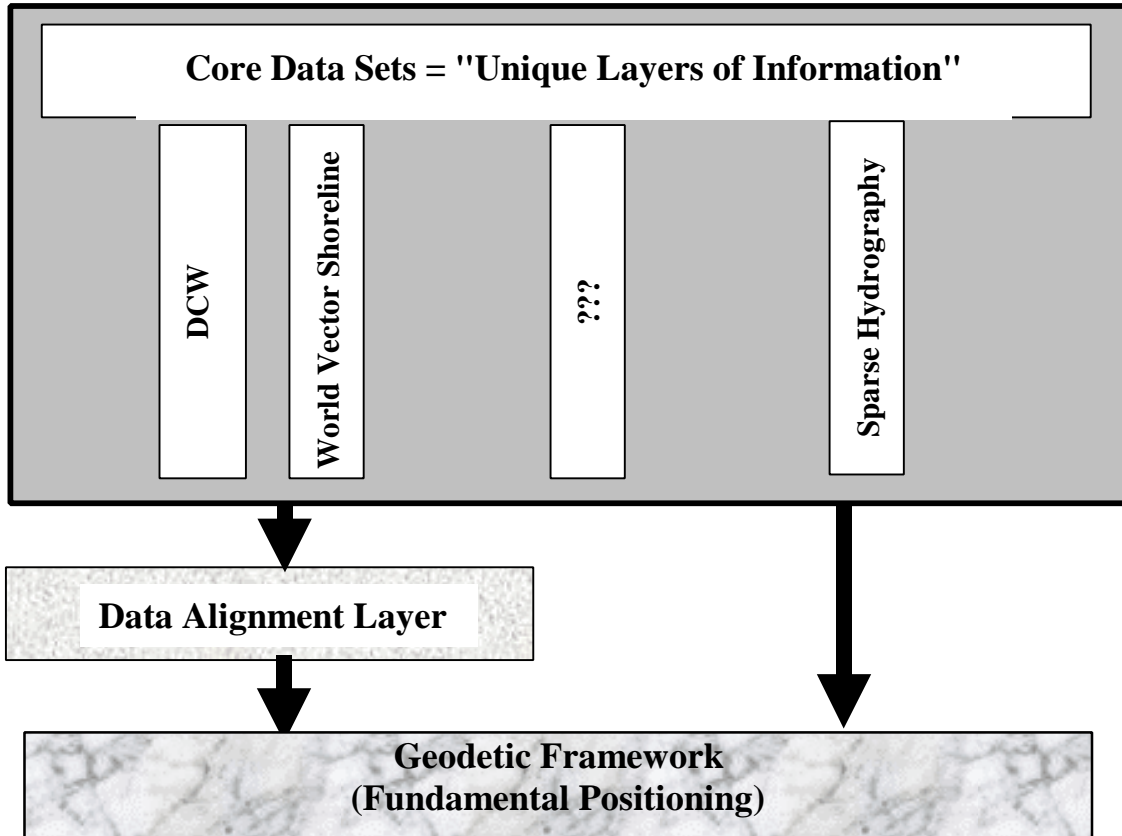 Core Data Sets = "Unique Layers of Information"
DCW
World Vector Shoreline
???
Sparse Hydrography
Data Alignment Layer
Geodetic Framework
(Fundamental Positioning)